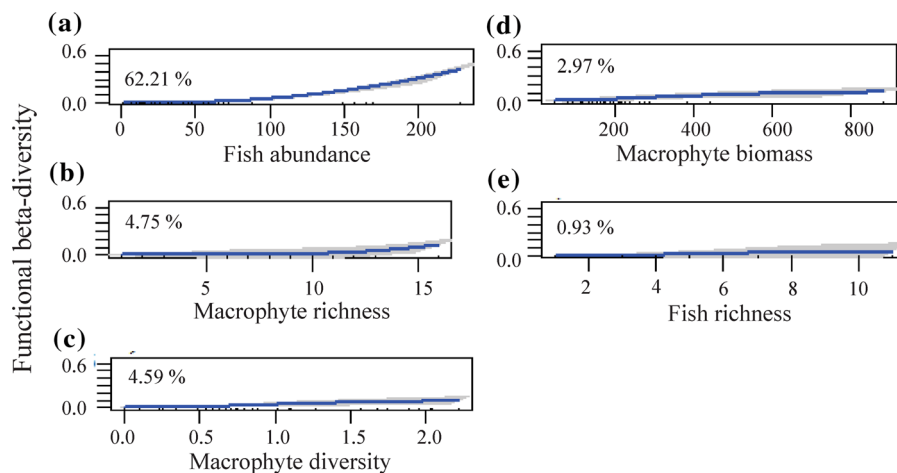 Functional beta-diversity
(a)
0.6
62.21 %
0.0
0 50 100 150 200
Fish abundance
(b)
0.6
4.75 %
0.0
5 10 15
Macrophyte richness
(c)
0.6
4.59 %
0.0
0.0 0.5 1.0 1.5 2.0
Macrophyte diversity
(d)
0.6
2.97 %
0.0
200 400 600 800
Macrophyte biomass
(e)
0.6
0.93 %
0.0
2 4 6 8 10
Fish richness